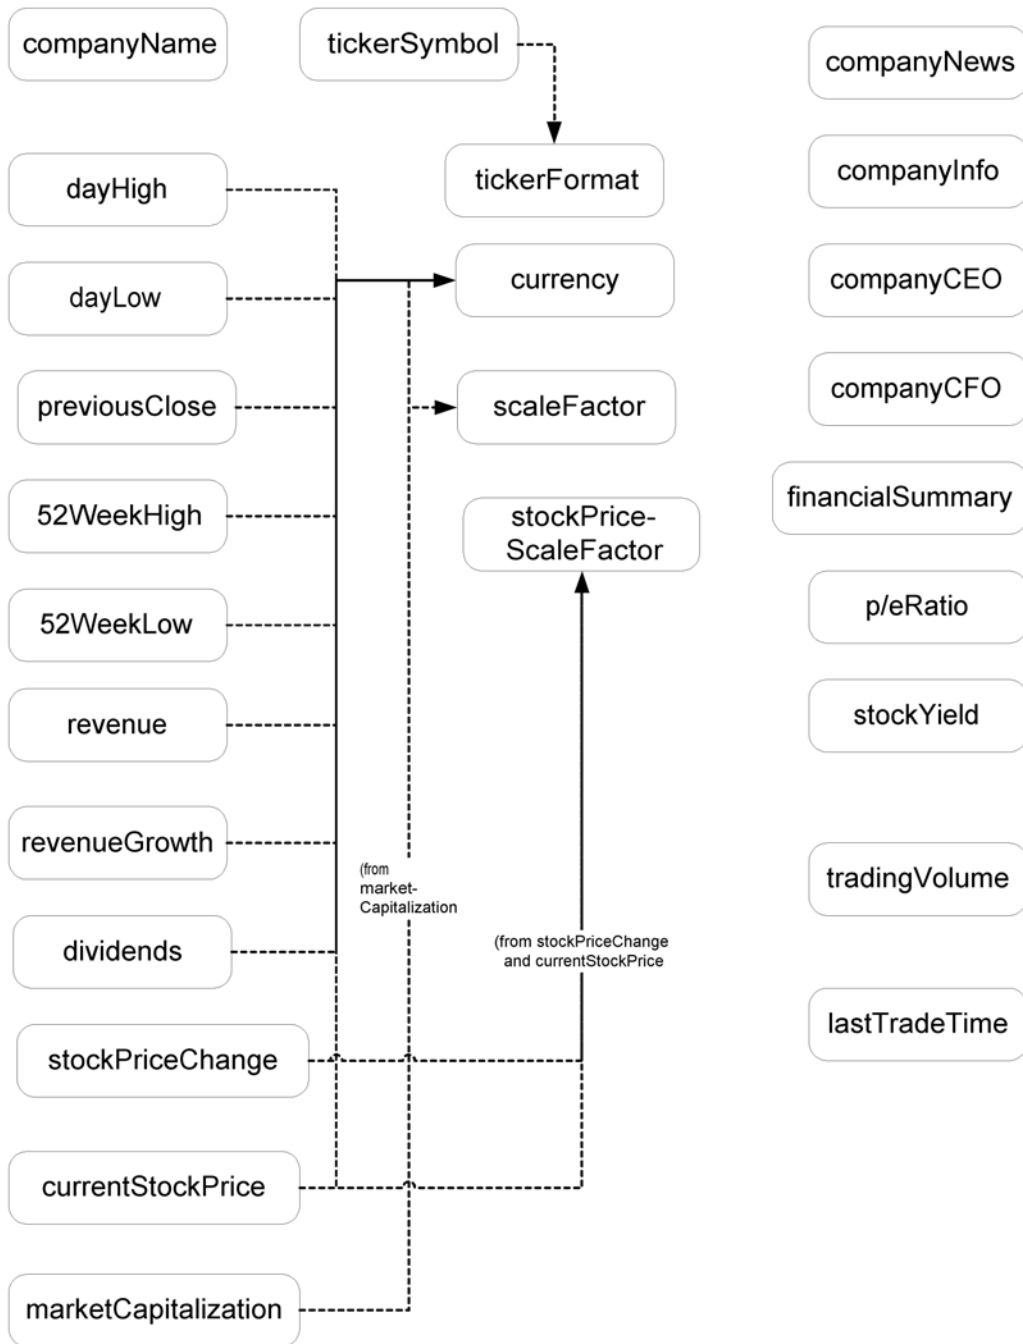 companyName
tickerSymbol
companyNews
dayHigh
tickerFormat
companyInfo
dayLow
currency
companyCEO
previousClose
scaleFactor
companyCFO
52WeekHigh
stockPrice-
ScaleFactor
financialSummary
52WeekLow
p/eRatio
revenue
stockYield
revenueGrowth
(from
market-
Capitalization
tradingVolume
dividends
(from stockPriceChange
and currentStockPrice
lastTradeTime
stockPriceChange
currentStockPrice
marketCapitalization